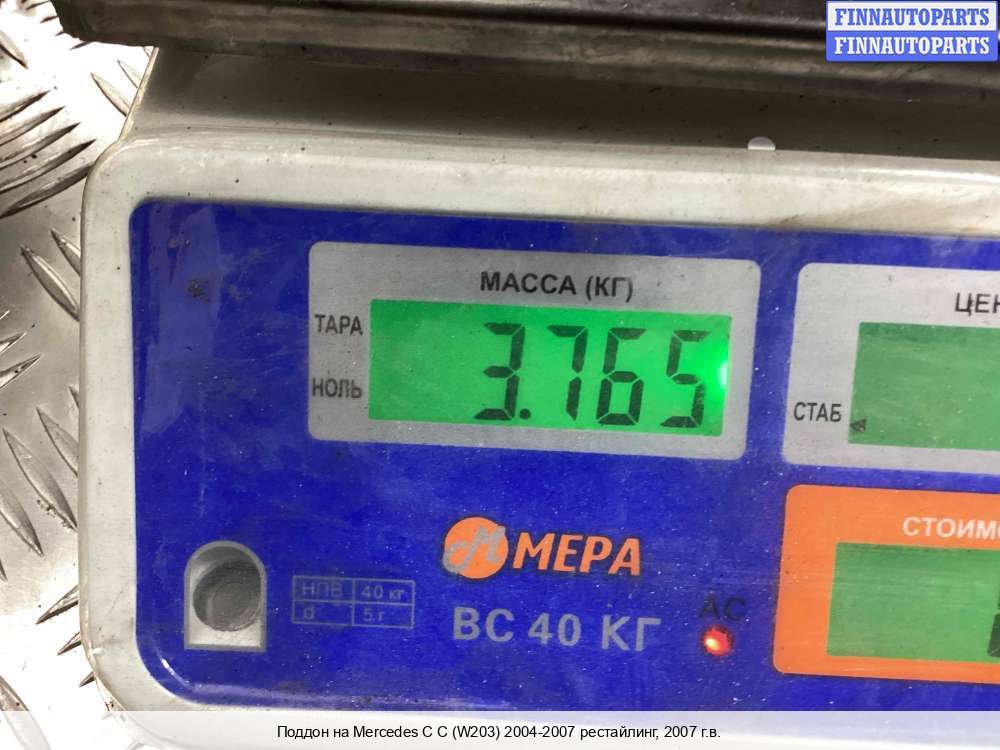 FINNAUTOPARTS
FINNAUTOPARTS
МАССА (КГ)
ТАРА
НОЛЬ
3.765
СТАБ
МЕРА
НПВ 40 кг
d 5 г
ВС 40 КГ
AC
Поддон на Mercedes C C (W203) 2004-2007 рестайлинг, 2007 г.в.